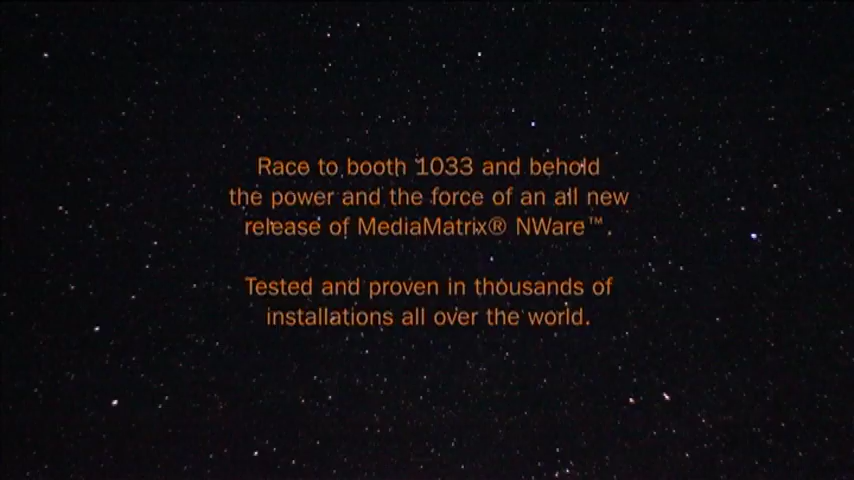 Race to booth 1033 and behold
the power and the force of an all new
release of MediaMatrix® NWare™.
Tested and proven in thousands of
installations all over the world.